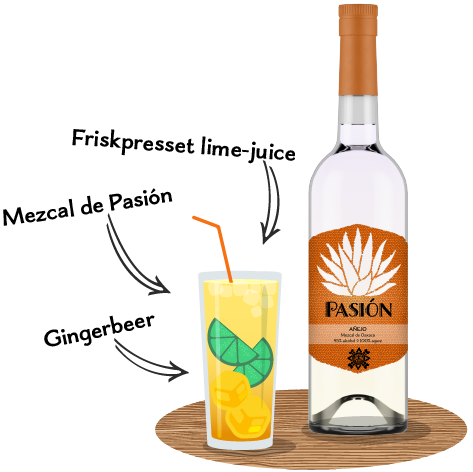 Friskpresset lime-juice
Mezcal de Pasión
Gingerbeer
PASIÓN
AÑEJO
Mezcal de Oaxaca